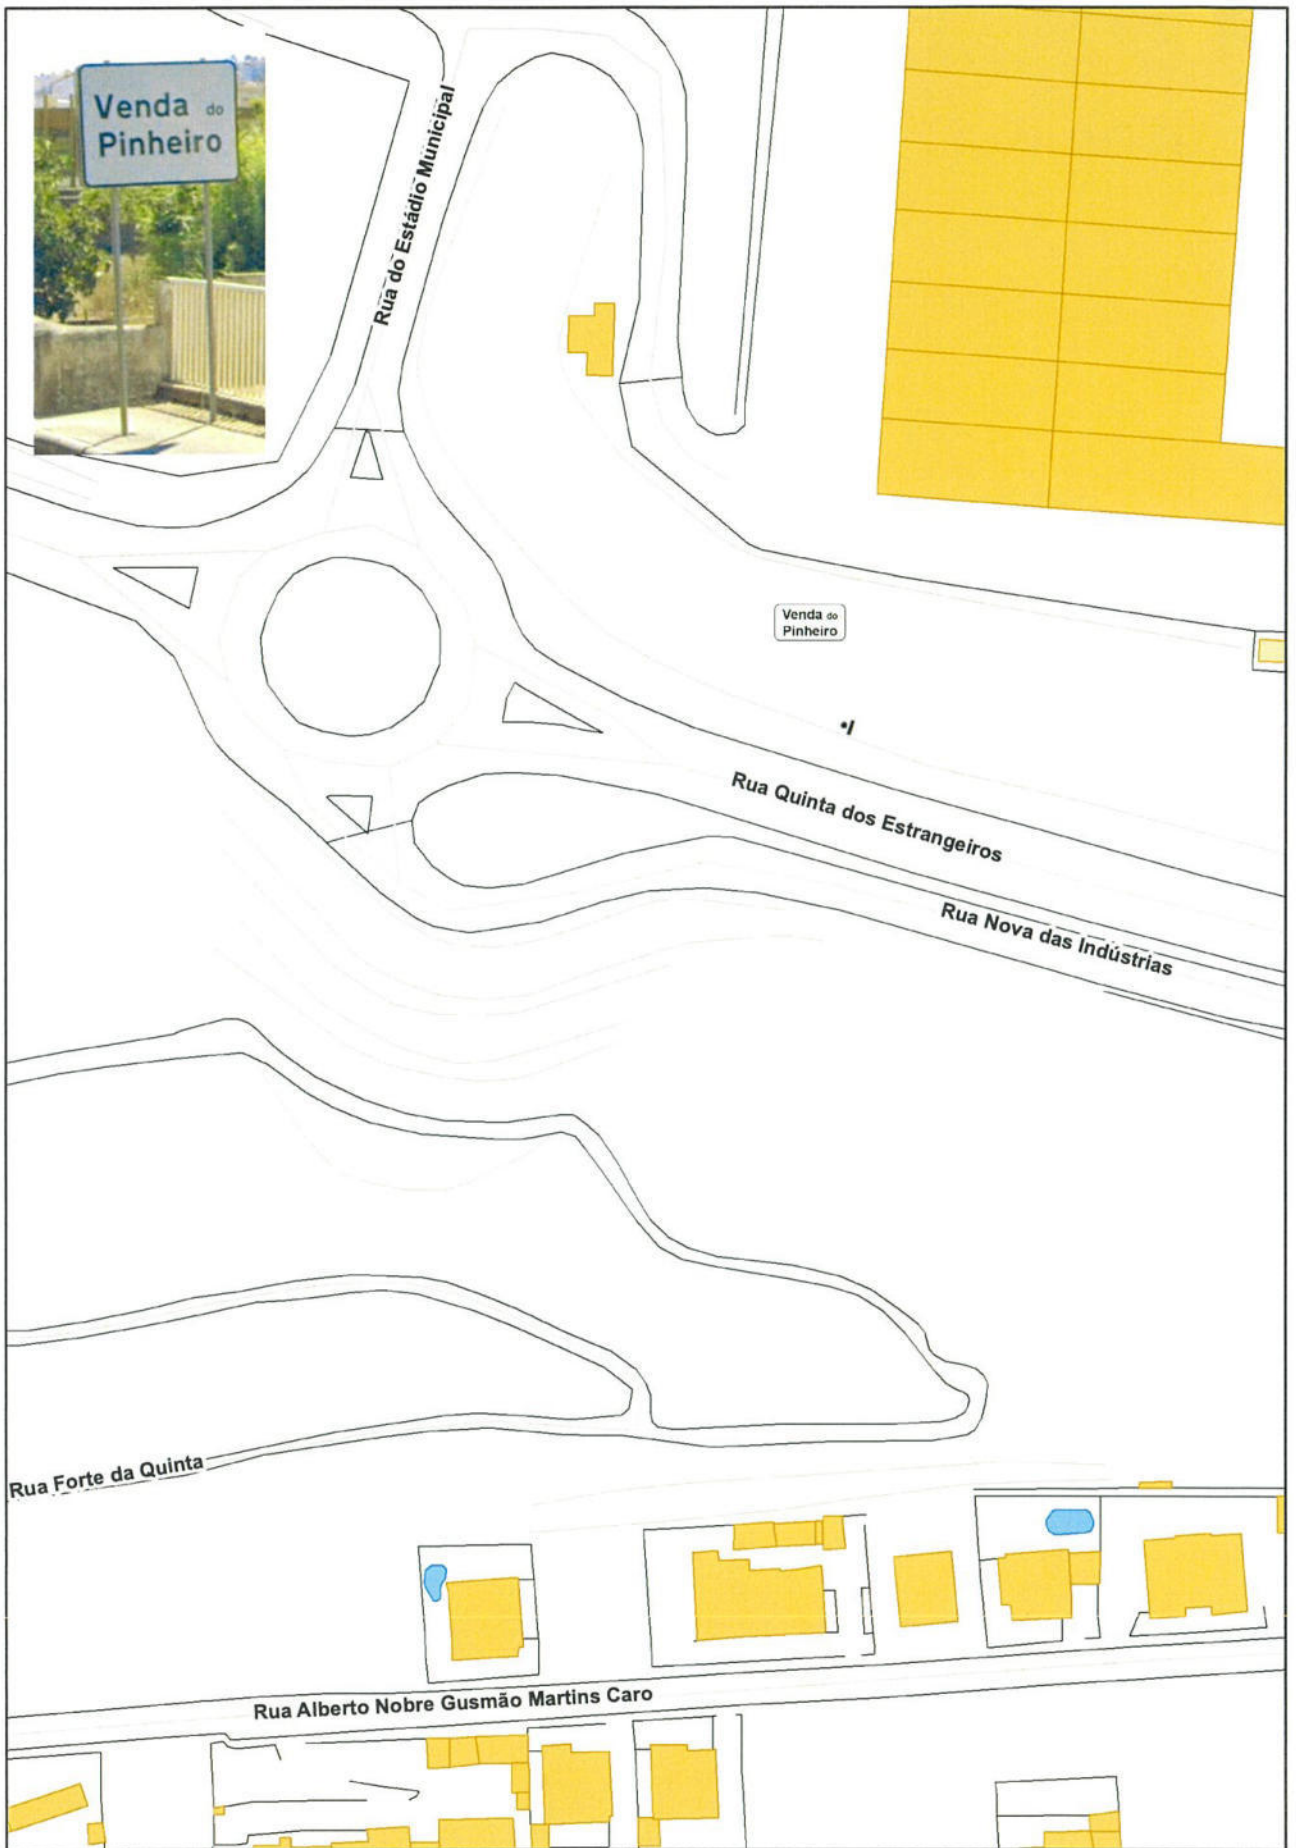 Venda do
Pinheiro
Rua do Estádio Municipal
Venda do
Pinheiro
Rua Quinta dos Estrangeiros
Rua Nova das Indústrias
Rua Forte da Quinta
Rua Alberto Nobre Gusmão Martins Caro